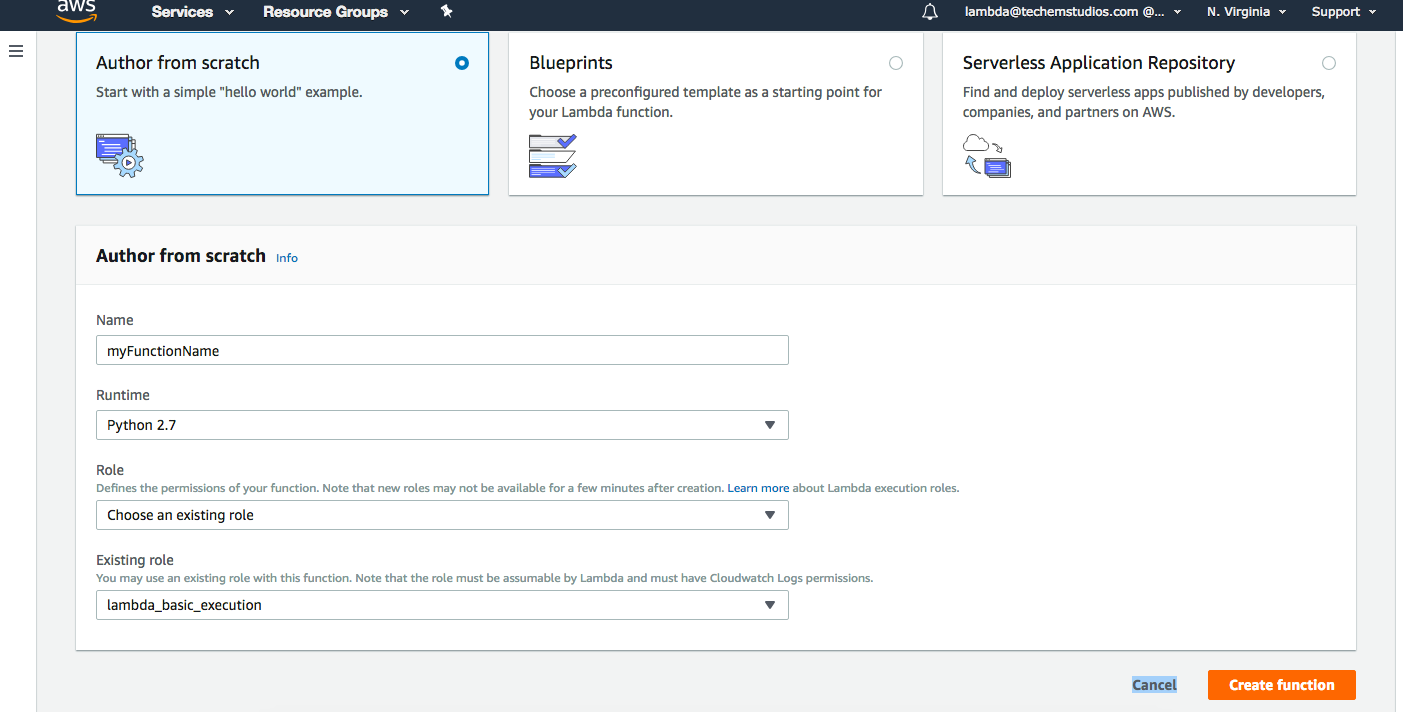 aws Services Resource Groups lambda@techemstudios.com @... N. Virginia Support
Author from scratch
Start with a simple "hello world" example.
Blueprints
Choose a preconfigured template as a starting point for
your Lambda function.
Serverless Application Repository
Find and deploy serverless apps published by developers,
companies, and partners on AWS.
Author from scratch Info
Name
myFunctionName
Runtime
Python 2.7
Role
Defines the permissions of your function. Note that new roles may not be available for a few minutes after creation. Learn more about Lambda execution roles.
Choose an existing role
Existing role
You may use an existing role with this function. Note that the role must be assumable by Lambda and must have Cloudwatch Logs permissions.
lambda_basic_execution
Cancel Create function